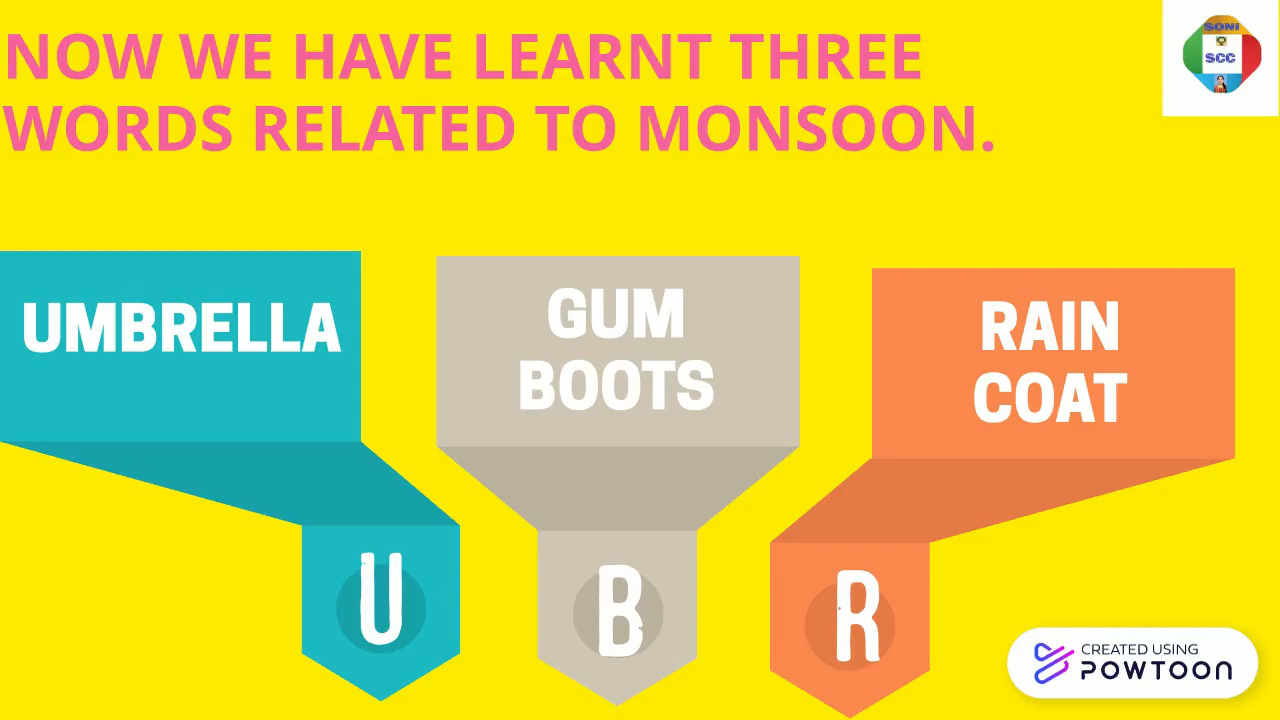 NOW WE HAVE LEARNT THREE
WORDS RELATED TO MONSOON.
SONI
SCC
UMBRELLA
GUM
BOOTS
RAIN
COAT
U
B
R
CREATED USING
POWTOON